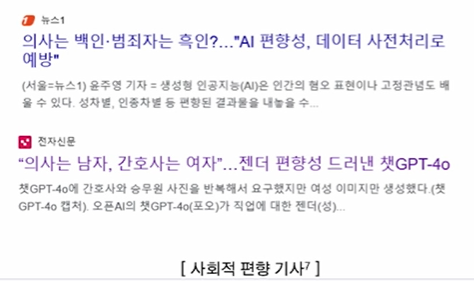 뉴스1
의사는 백인·범죄자는 흑인?…"AI 편향성, 데이터 사전처리로
예방"
(서울=뉴스1) 윤주영 기자 = 생성형 인공지능(AI)은 인간의 혐오 표현이나 고정관념도 배
울 수 있다. 성차별, 인종차별 등 편향된 결과물을 내놓을 수...
전자신문
“의사는 남자, 간호사는 여자”…젠더 편향성 드러낸 챗GPT-4o
챗GPT-4o에 간호사와 승무원 사진을 반복해서 요구했지만 여성 이미지만 생성했다.(챗
GPT-4o 캡처). 오픈AI의 챗GPT-4o(포오)가 직업에 대한 젠더(성)...
[ 사회적 편향 기사7 ]